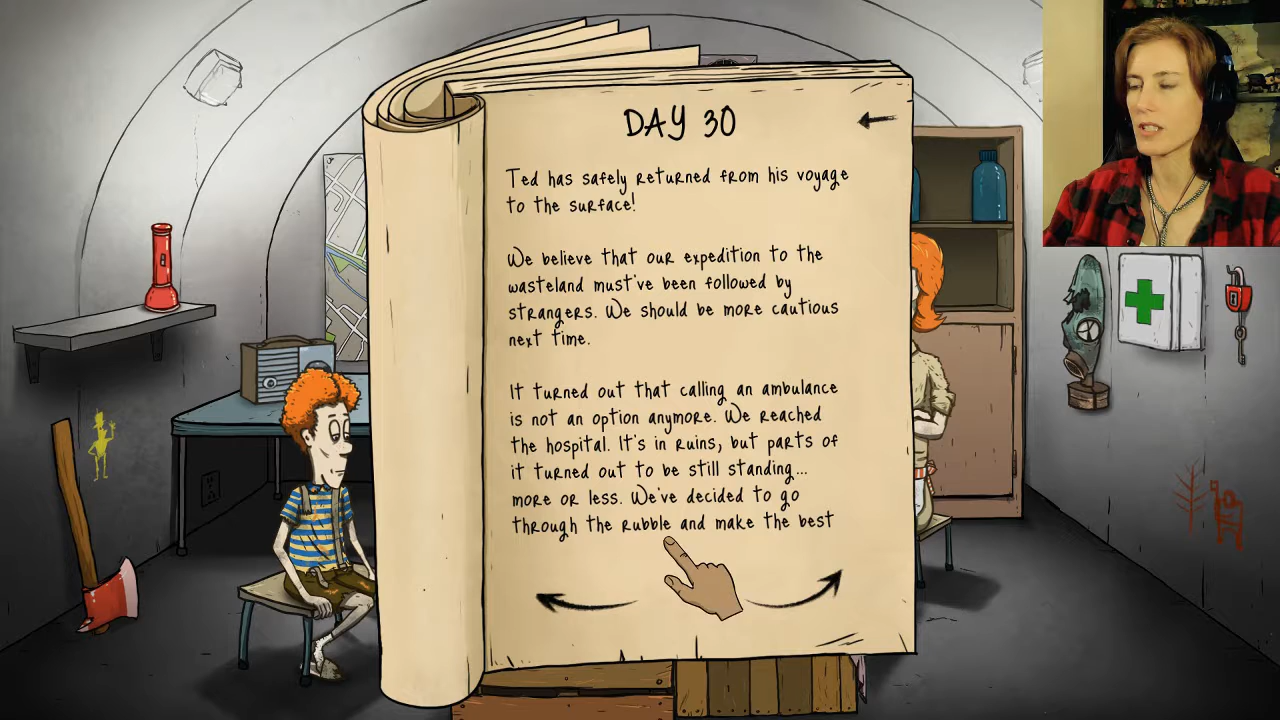 DAY 30
Ted has safely returned from his voyage
to the surface!
We believe that our expedition to the
wasteland must've been followed by
strangers. We should be more cautious
next time.
It turned out that calling an ambulance
is not an option anymore. We reached
the hospital. It's in ruins, but parts of
it turned out to be still standing...
more or less. We've decided to go
through the rubble and make the best